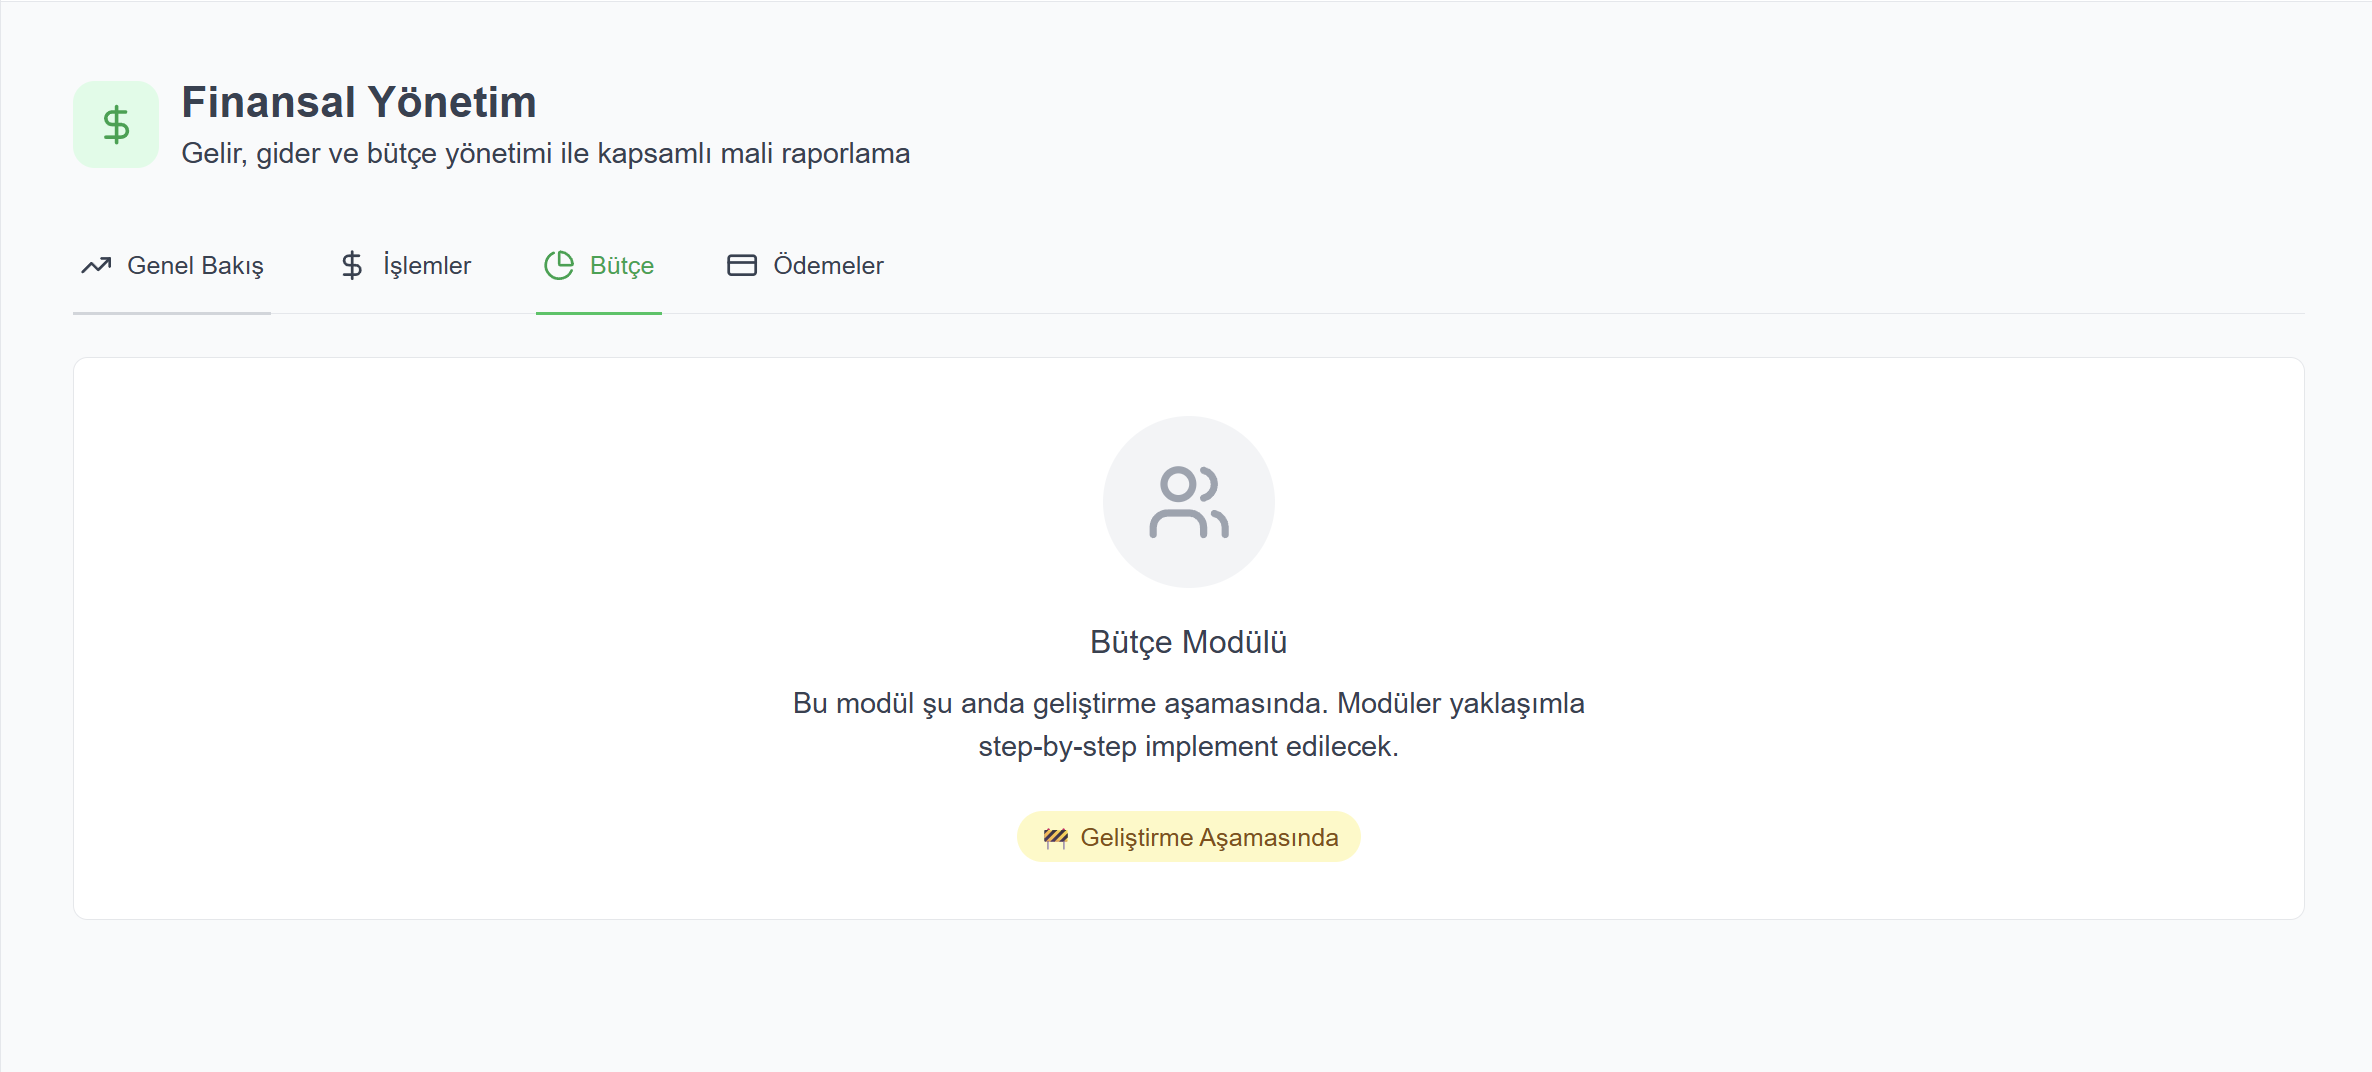 Finansal Yönetim
Gelir, gider ve bütçe yönetimi ile kapsamlı mali raporlama
Genel Bakış
İşlemler
Bütçe
Ödemeler
Bütçe Modülü
Bu modül şu anda geliştirme aşamasında. Modüler yaklaşımla
step-by-step implement edilecek.
🚧 Geliştirme Aşamasında